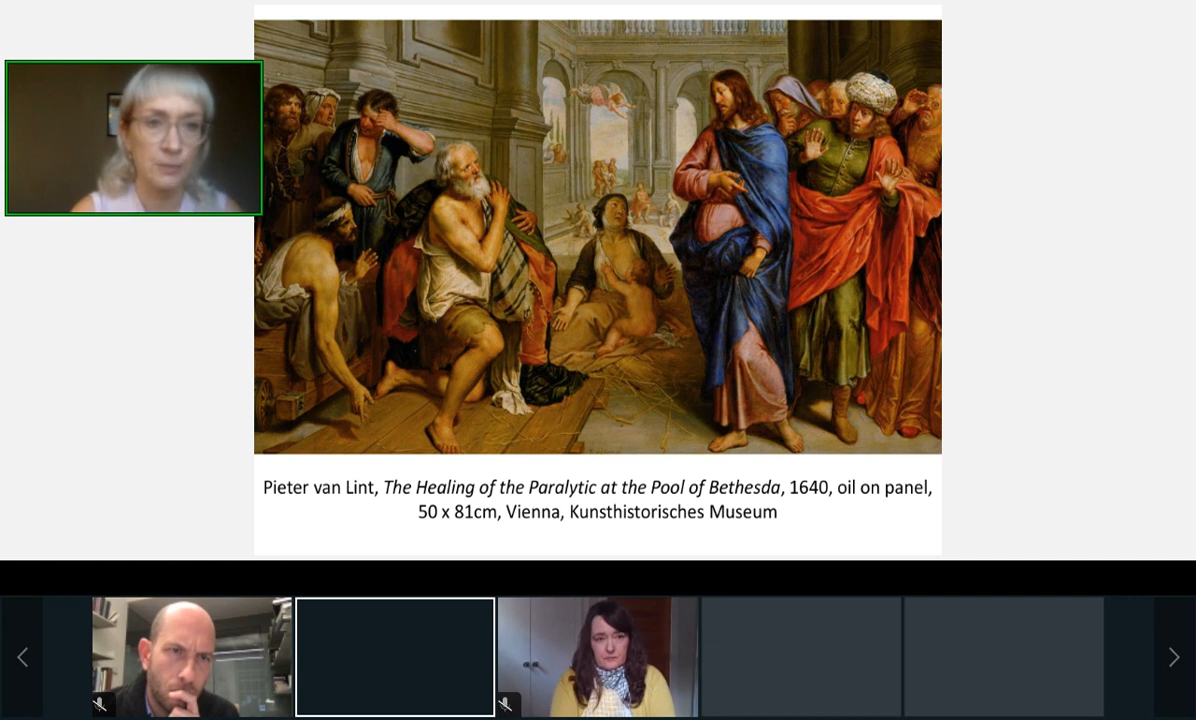 Pieter van Lint, The Healing of the Paralytic at the Pool of Bethesda, 1640, oil on panel,
50 x 81cm, Vienna, Kunsthistorisches Museum